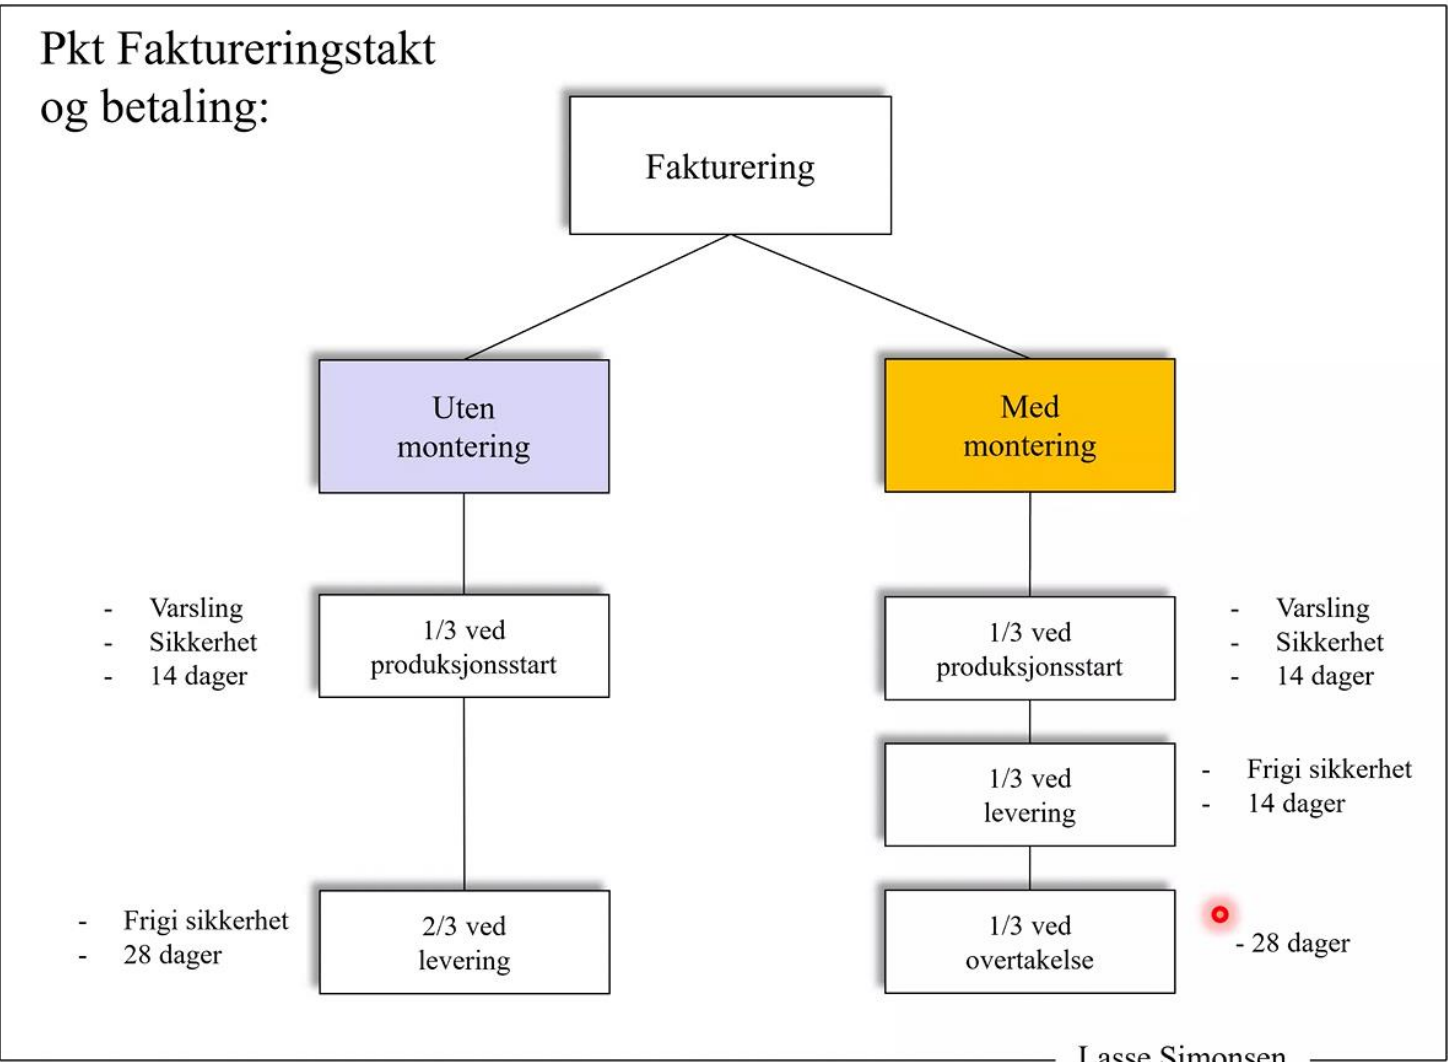 Pkt Faktureringstakt
og betaling:
Fakturering
Uten
montering
Med
montering
- Varsling
- Sikkerhet
- 14 dager
1/3 ved
produksjonsstart
1/3 ved
produksjonsstart
- Varsling
- Sikkerhet
- 14 dager
1/3 ved
levering
- Frigi sikkerhet
- 14 dager
- Frigi sikkerhet
- 28 dager
2/3 ved
levering
1/3 ved
overtakelse
- 28 dager
Lasse Simonsen